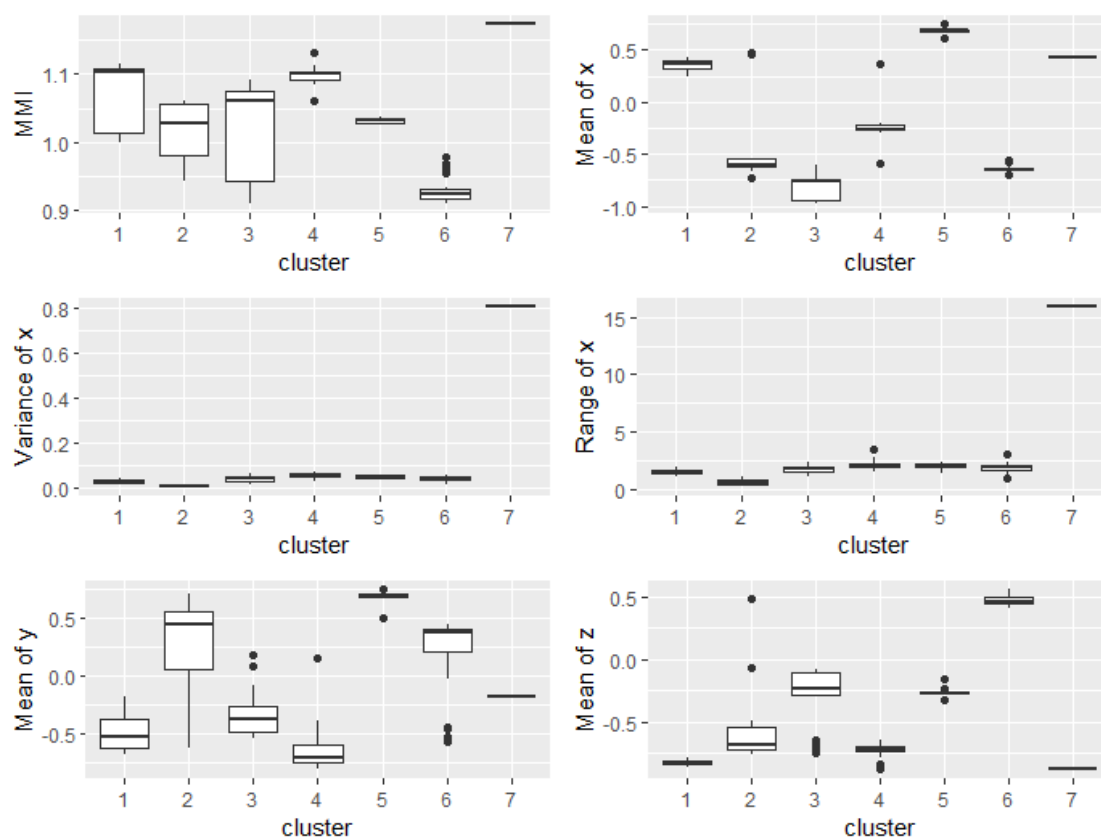 MMI
1.1
1.0
0.9
1 2 3 4 5 6 7
cluster
Mean of x
0.5
0.0
-0.5
-1.0
1 2 3 4 5 6 7
cluster
Variance of x
0.8
0.6
0.4
0.2
0.0
1 2 3 4 5 6 7
cluster
Range of x
15
10
5
0
1 2 3 4 5 6 7
cluster
Mean of y
0.5
0.0
-0.5
1 2 3 4 5 6 7
cluster
Mean of z
0.5
0.0
-0.5
1 2 3 4 5 6 7
cluster